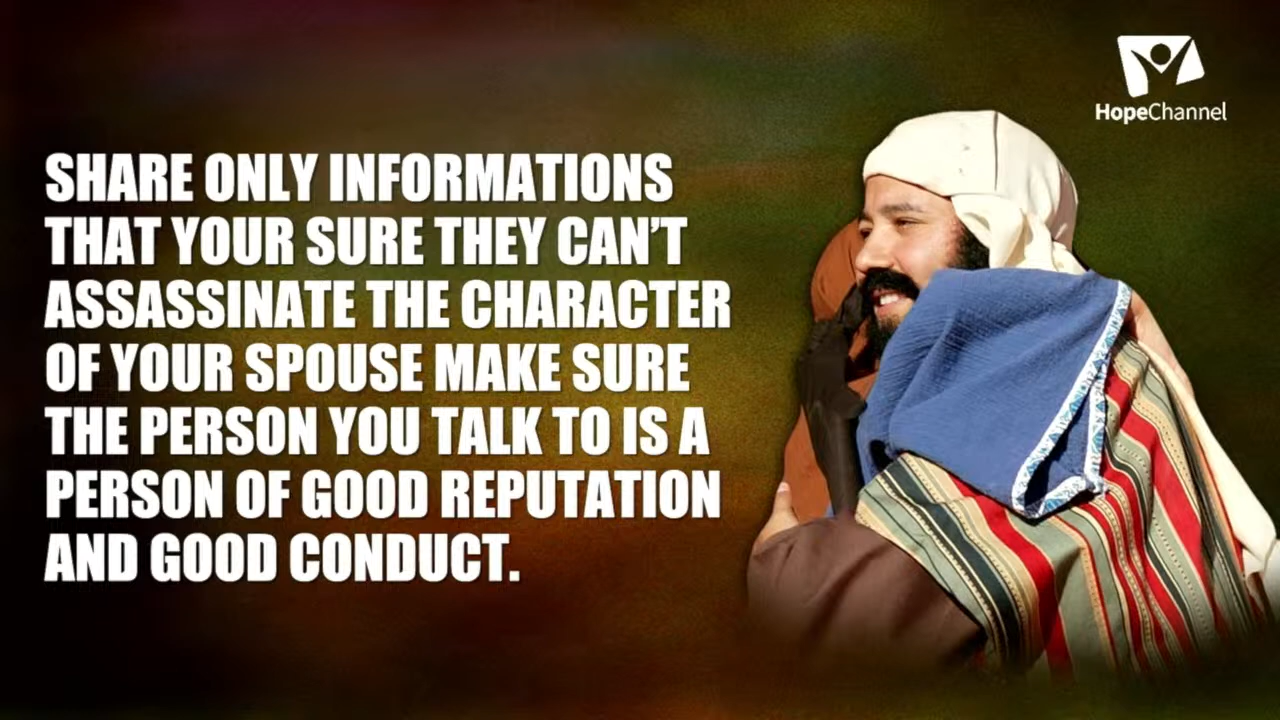 HopeChannel
SHARE ONLY INFORMATIONS
THAT YOUR SURE THEY CAN'T
ASSASSINATE THE CHARACTER
OF YOUR SPOUSE MAKE SURE
THE PERSON YOU TALK TO IS A
PERSON OF GOOD REPUTATION
AND GOOD CONDUCT.